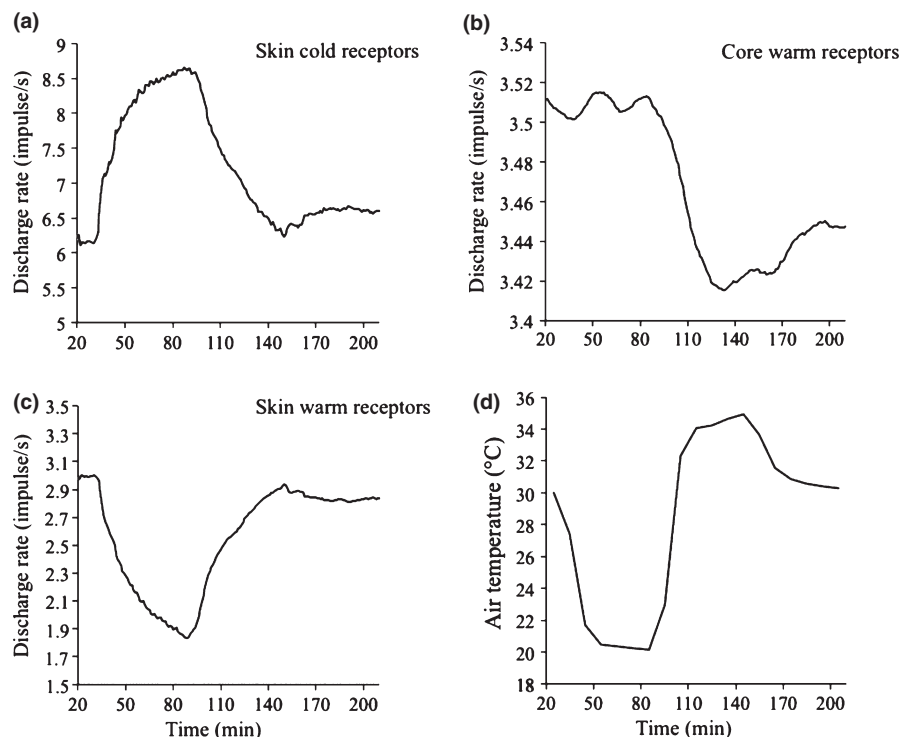 (a)
Skin cold receptors
Discharge rate (impulse/s)
9
8.5
8
7.5
7
6.5
6
5.5
5
20 50 80 110 140 170 200
(b)
Core warm receptors
Discharge rate (impulse/s)
3.54
3.52
3.5
3.48
3.46
3.44
3.42
3.4
20 50 80 110 140 170 200
(c)
Skin warm receptors
Discharge rate (impulse/s)
3.5
3.3
3.1
2.9
2.7
2.5
2.3
2.1
1.9
1.7
1.5
20 50 80 110 140 170 200
Time (min)
(d)
Air temperature (°C)
36
34
32
30
28
26
24
22
20
18
20 50 80 110 140 170 200
Time (min)